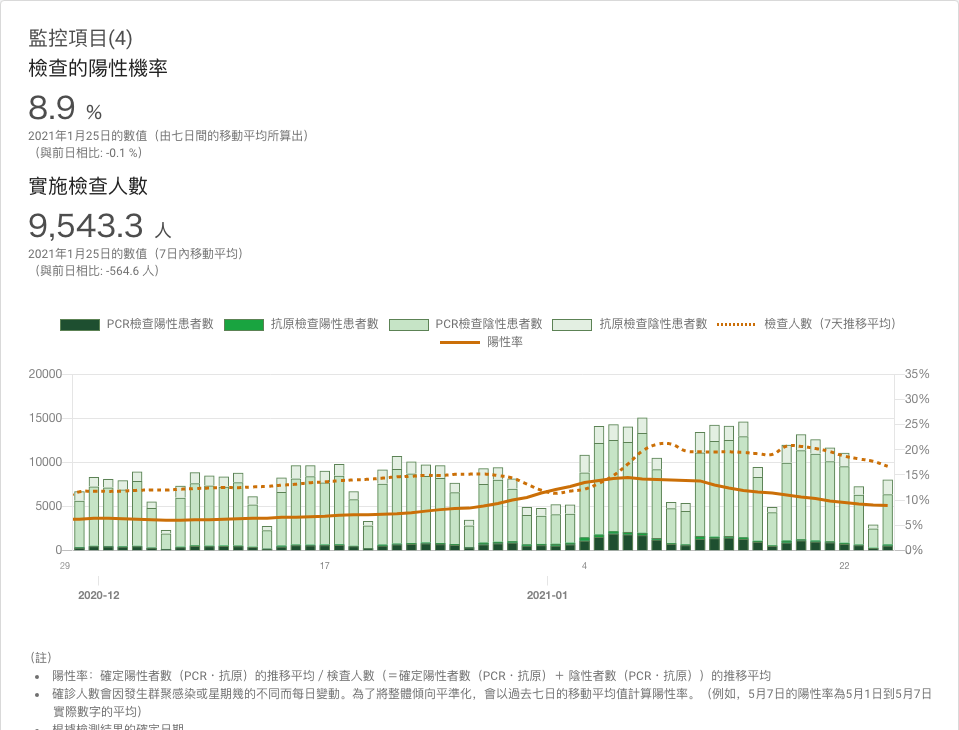 監控項目(4)
檢查的陽性機率
8.9 %
2021年1月25日的數值（由七日間的移動平均所算出）
（與前日相比: -0.1 %）
實施檢查人數
9,543.3 人
2021年1月25日的數值（7日內移動平均）
（與前日相比: -564.6 人）
PCR檢查陽性患者數 抗原檢查陽性患者數 PCR檢查陰性患者數 抗原檢查陰性患者數 檢查人數（7天推移平均）
陽性率
20000 35%
30%
15000 25%
20%
10000 15%
5000 10%
5%
0 0%
29 17 4 22
2020-12 2021-01
（註）
陽性率：確定陽性者數（PCR・抗原）的推移平均 / 検査人數（＝確定陽性者數（PCR・抗原）＋ 陰性者數（PCR・抗原））的推移平均
確診人數會因發生群聚感染或星期幾的不同而每日變動。為了將整體傾向平準化，會以過去七日的移動平均值計算陽性率。（例如，5月7日的陽性率為5月1日到5月7日
實際數字的平均）
根據檢測結果的確定日期